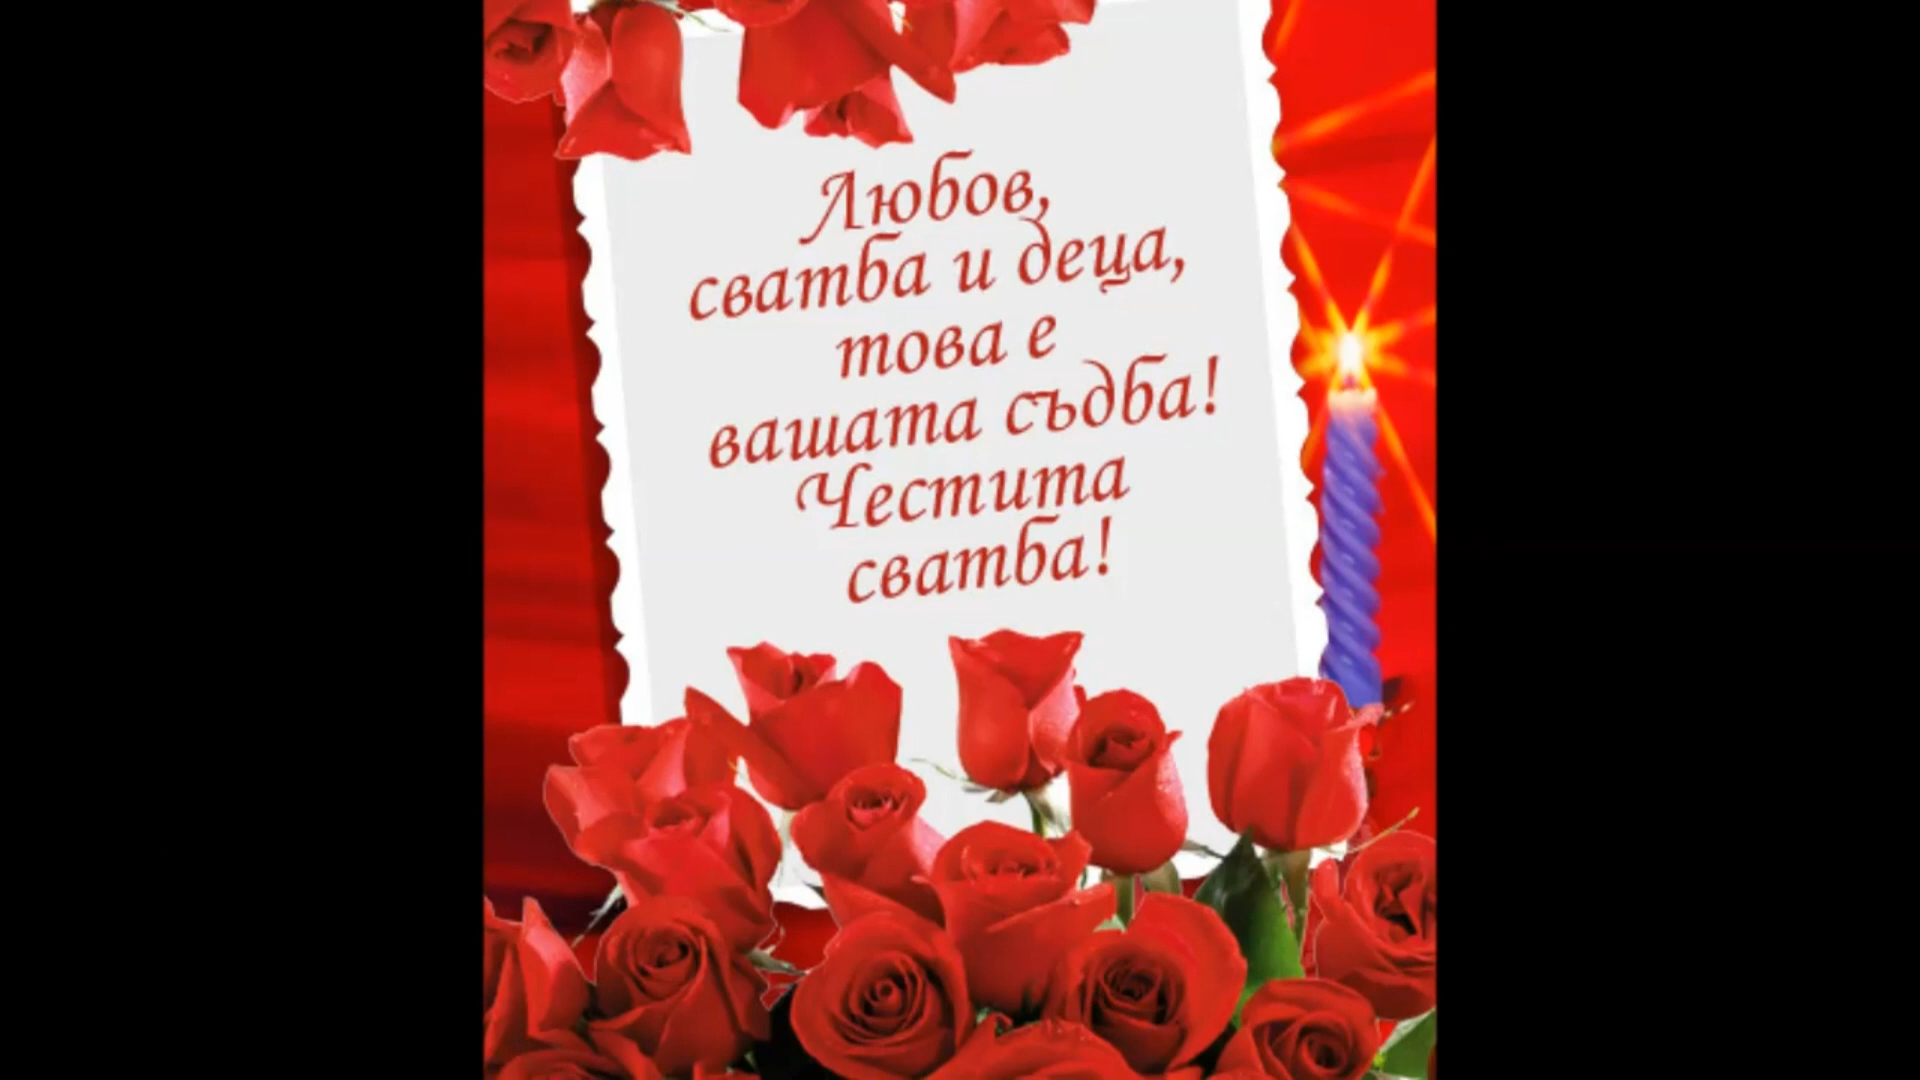 Любов,
сватба и деца,
това е
вашата съдба!
Честита
сватба!